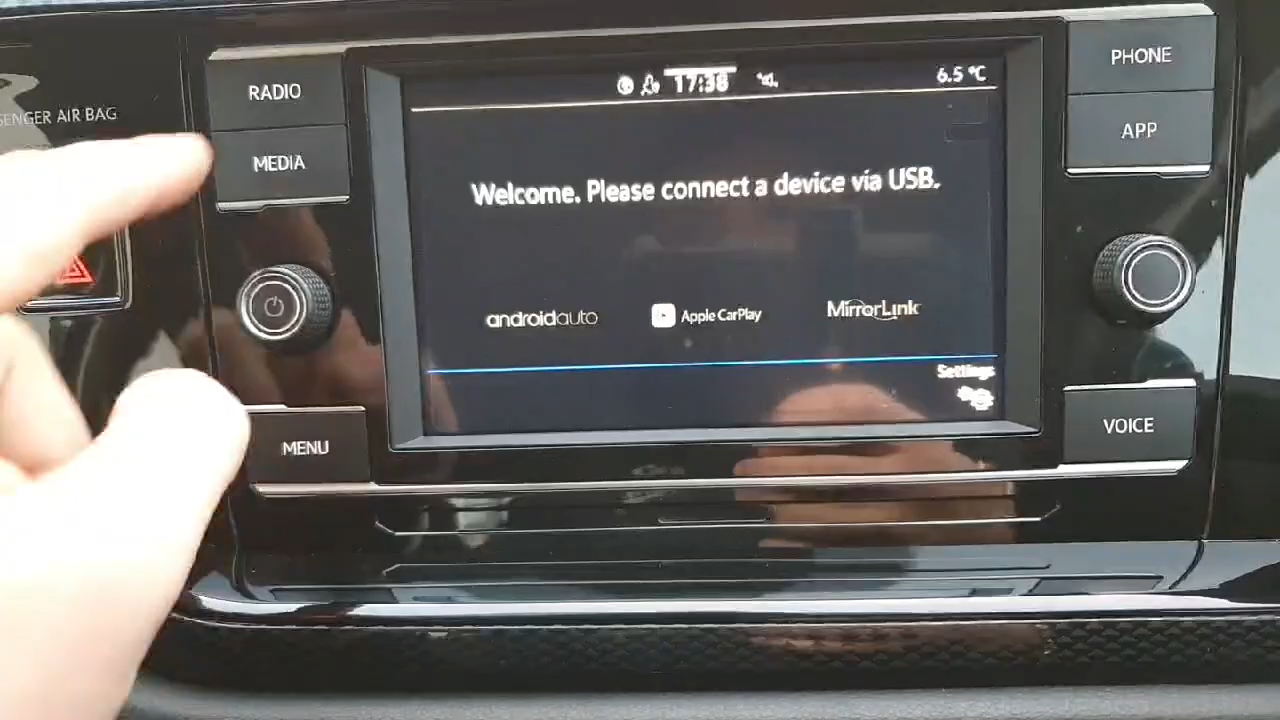 RADIO
MEDIA
MENU
PHONE
APP
VOICE
SENGER AIR BAG
17:38
6.5 °C
Welcome. Please connect a device via USB.
androidauto
Apple CarPlay
MirrorLink
Settings